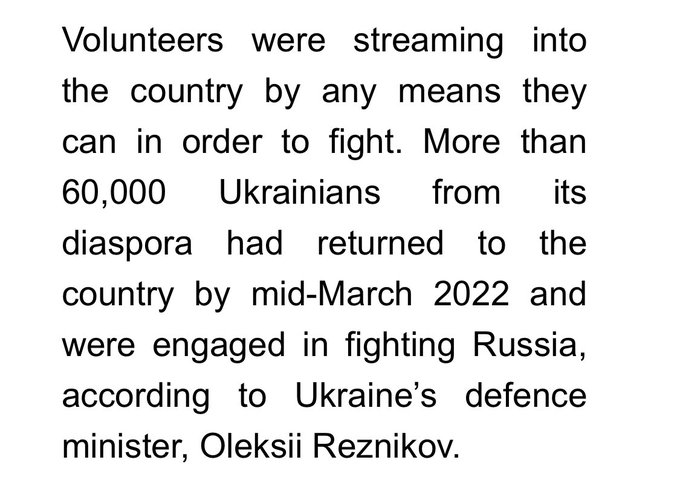 Volunteers were streaming into
the country by any means they
can in order to fight. More than
60,000 Ukrainians from its
diaspora had returned to the
country by mid-March 2022 and
were engaged in fighting Russia,
according to Ukraine’s defence
minister, Oleksii Reznikov.